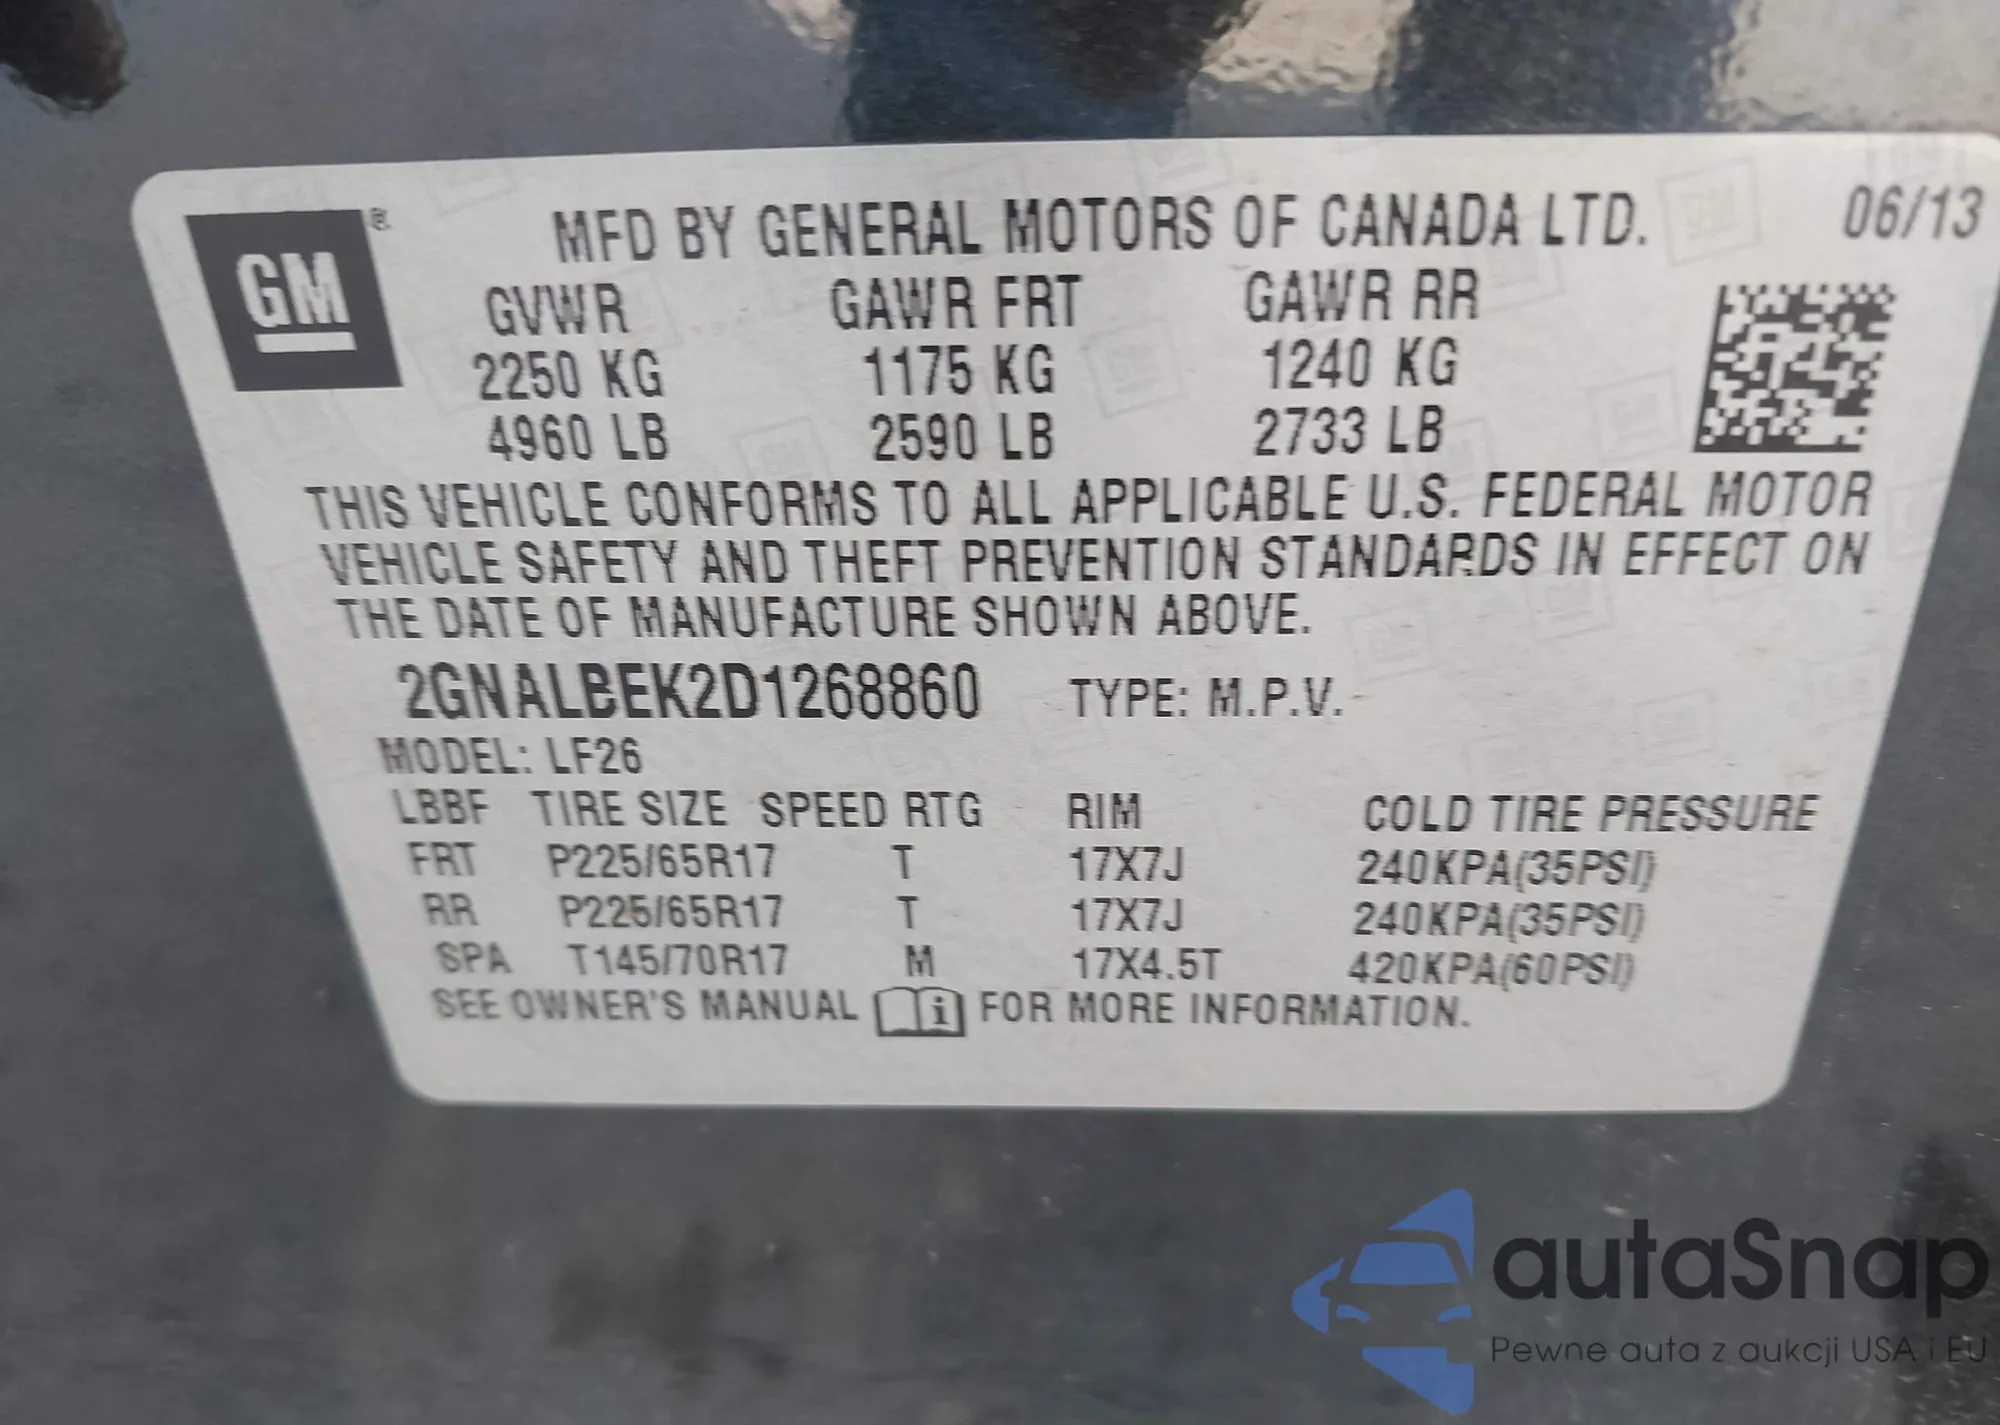 GM®
MFD BY GENERAL MOTORS OF CANADA LTD. 06/13
GVWR GAWR FRT GAWR RR
2250 KG 1175 KG 1240 KG
4960 LB 2590 LB 2733 LB
THIS VEHICLE CONFORMS TO ALL APPLICABLE U.S. FEDERAL MOTOR
VEHICLE SAFETY AND THEFT PREVENTION STANDARDS IN EFFECT ON
THE DATE OF MANUFACTURE SHOWN ABOVE.
2GNALBEK2D1268860 TYPE: M.P.V.
MODEL: LF26
LBBF TIRE SIZE SPEED RTG RIM COLD TIRE PRESSURE
FRT P225/65R17 T 17X7J 240KPA(35PSI)
RR P225/65R17 T 17X7J 240KPA(35PSI)
SPA T145/70R17 M 17X4.5T 420KPA(60PSI)
SEE OWNER'S MANUAL i FOR MORE INFORMATION.
autaSnap
Pewne auta z aukcji USA i EU